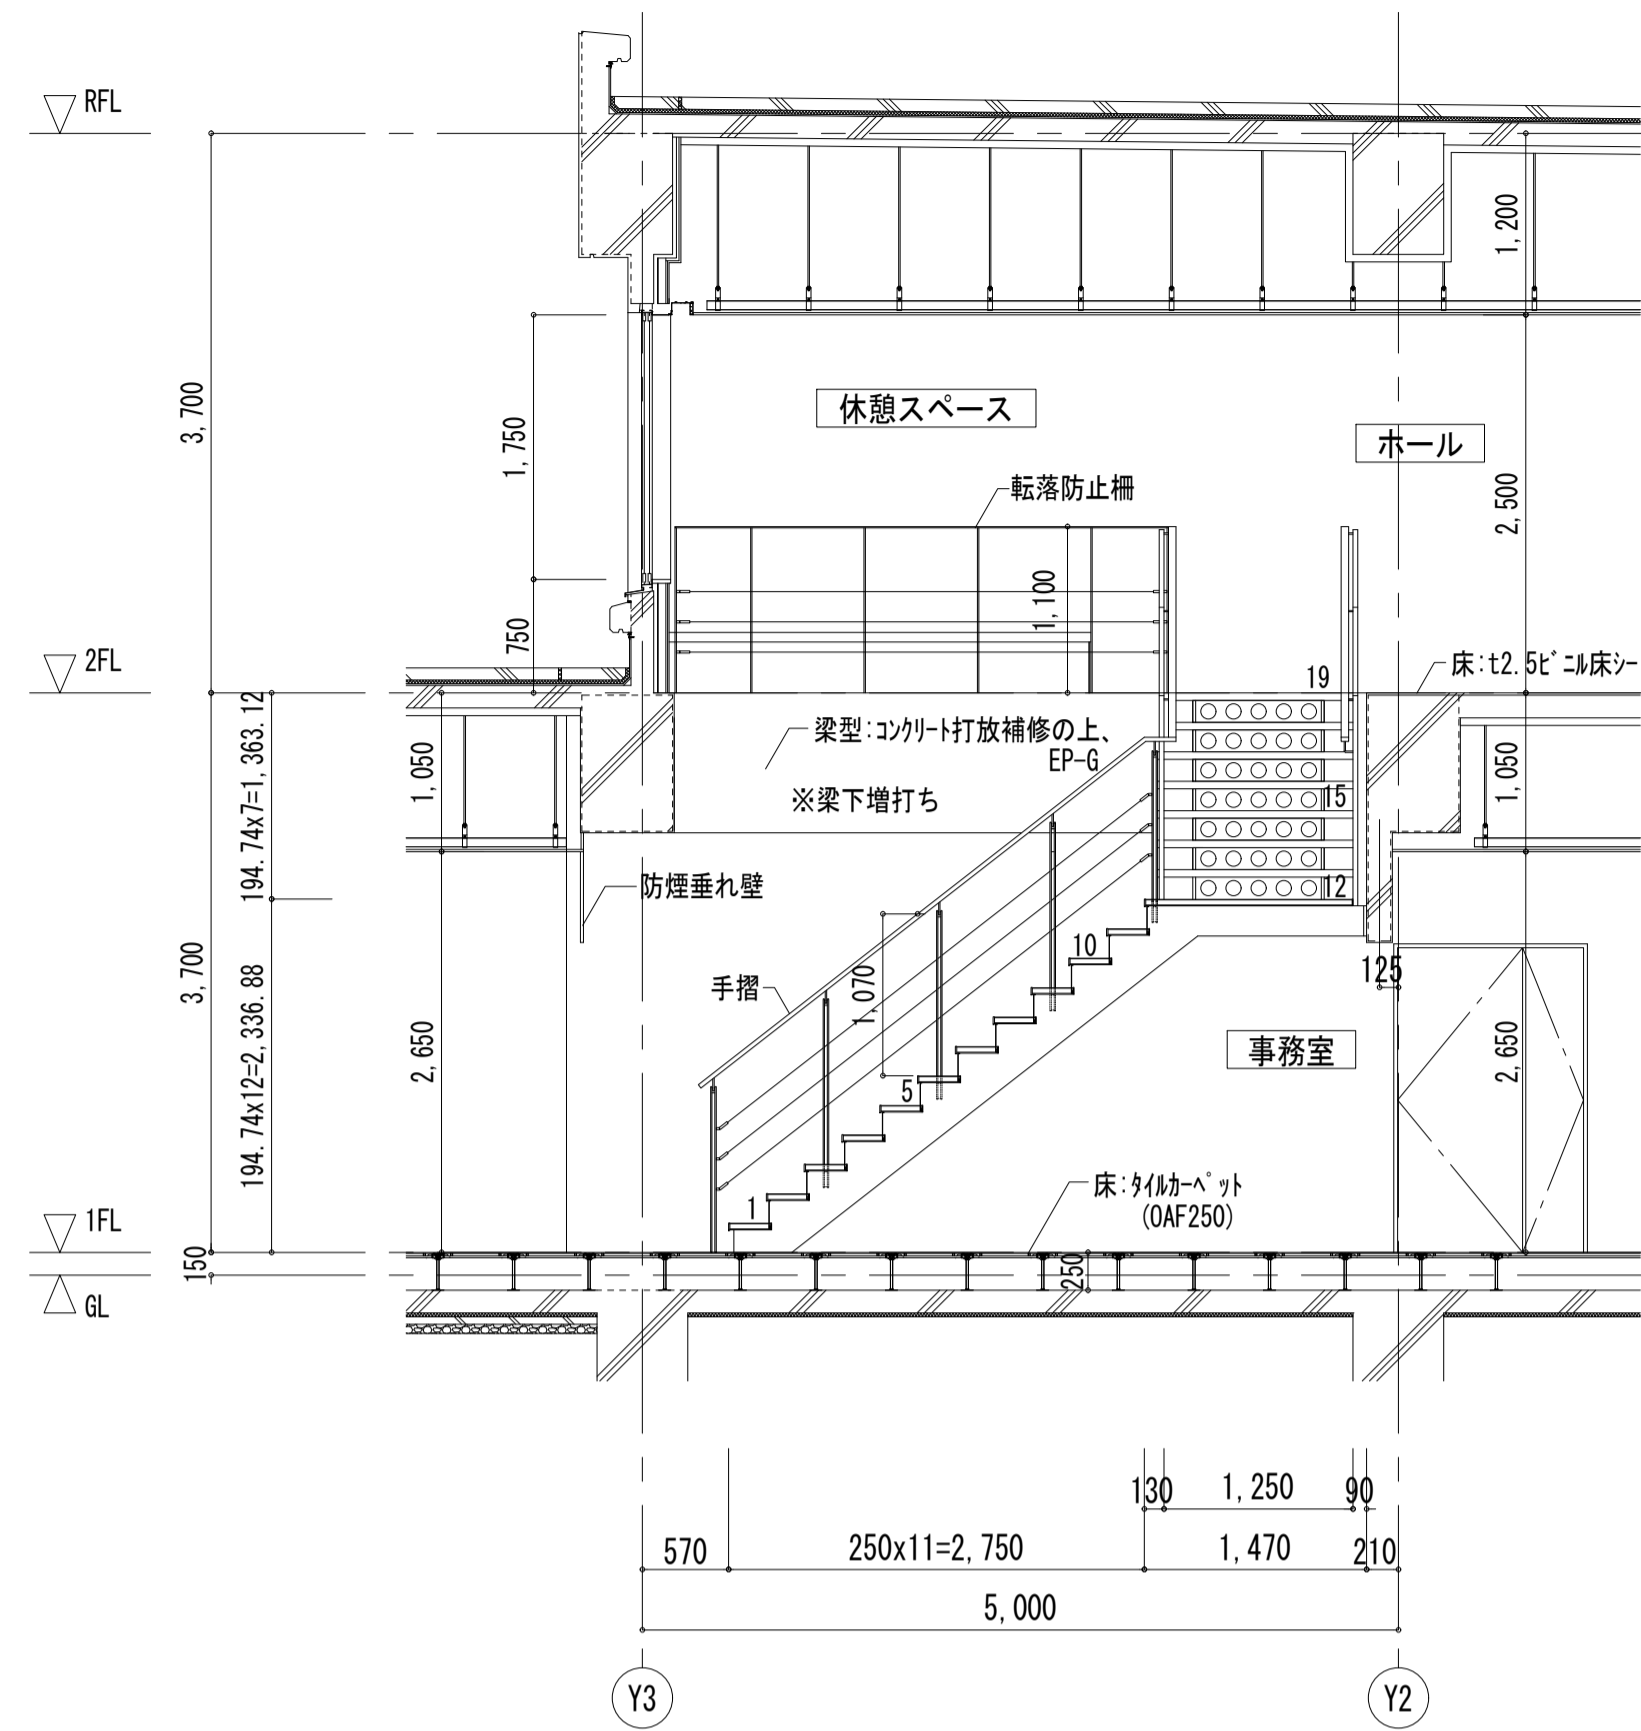 RFL
1,200
3,700
休憩スペース
ホール
1,750
転落防止柵
2,500
1,100
750
2FL
19
床:t2.5ビニル床シー
194.74x7=1,363.12
1,050
梁型:コンクリート打放補修の上、
EP-G
※梁下増打ち
15
1,050
12
防煙垂れ壁
10
125
3,700
194.74x12=2,336.88
2,650
手摺
1,070
5
事務室
2,650
1
床:タイルカーペット
(OAF250)
1FL
150
250
GL
130
1,250
90
570
250x11=2,750
1,470
210
5,000
Y3
Y2